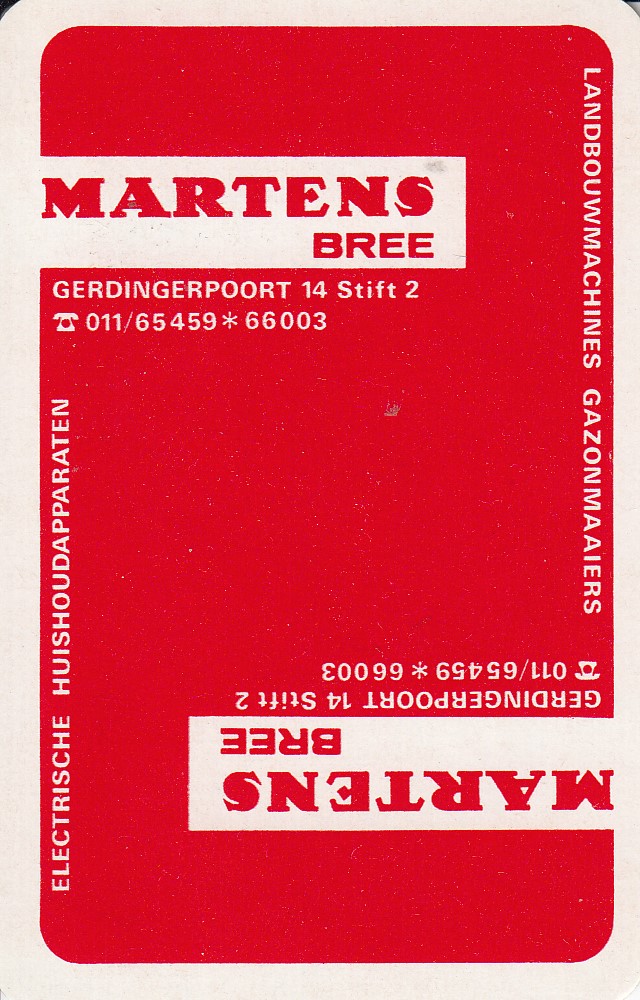 MARTENS
BREE
GERDINGERPOORT 14 Stift 2
☎ 011/65459*66003
LANDBOUWMACHINES GAZONMAAIERS
ELECTRISCHE HUISHOUDAPPARATEN
MARTENS
BREE
GERDINGERPOORT 14 Stift 2
☎ 011/65459*66003